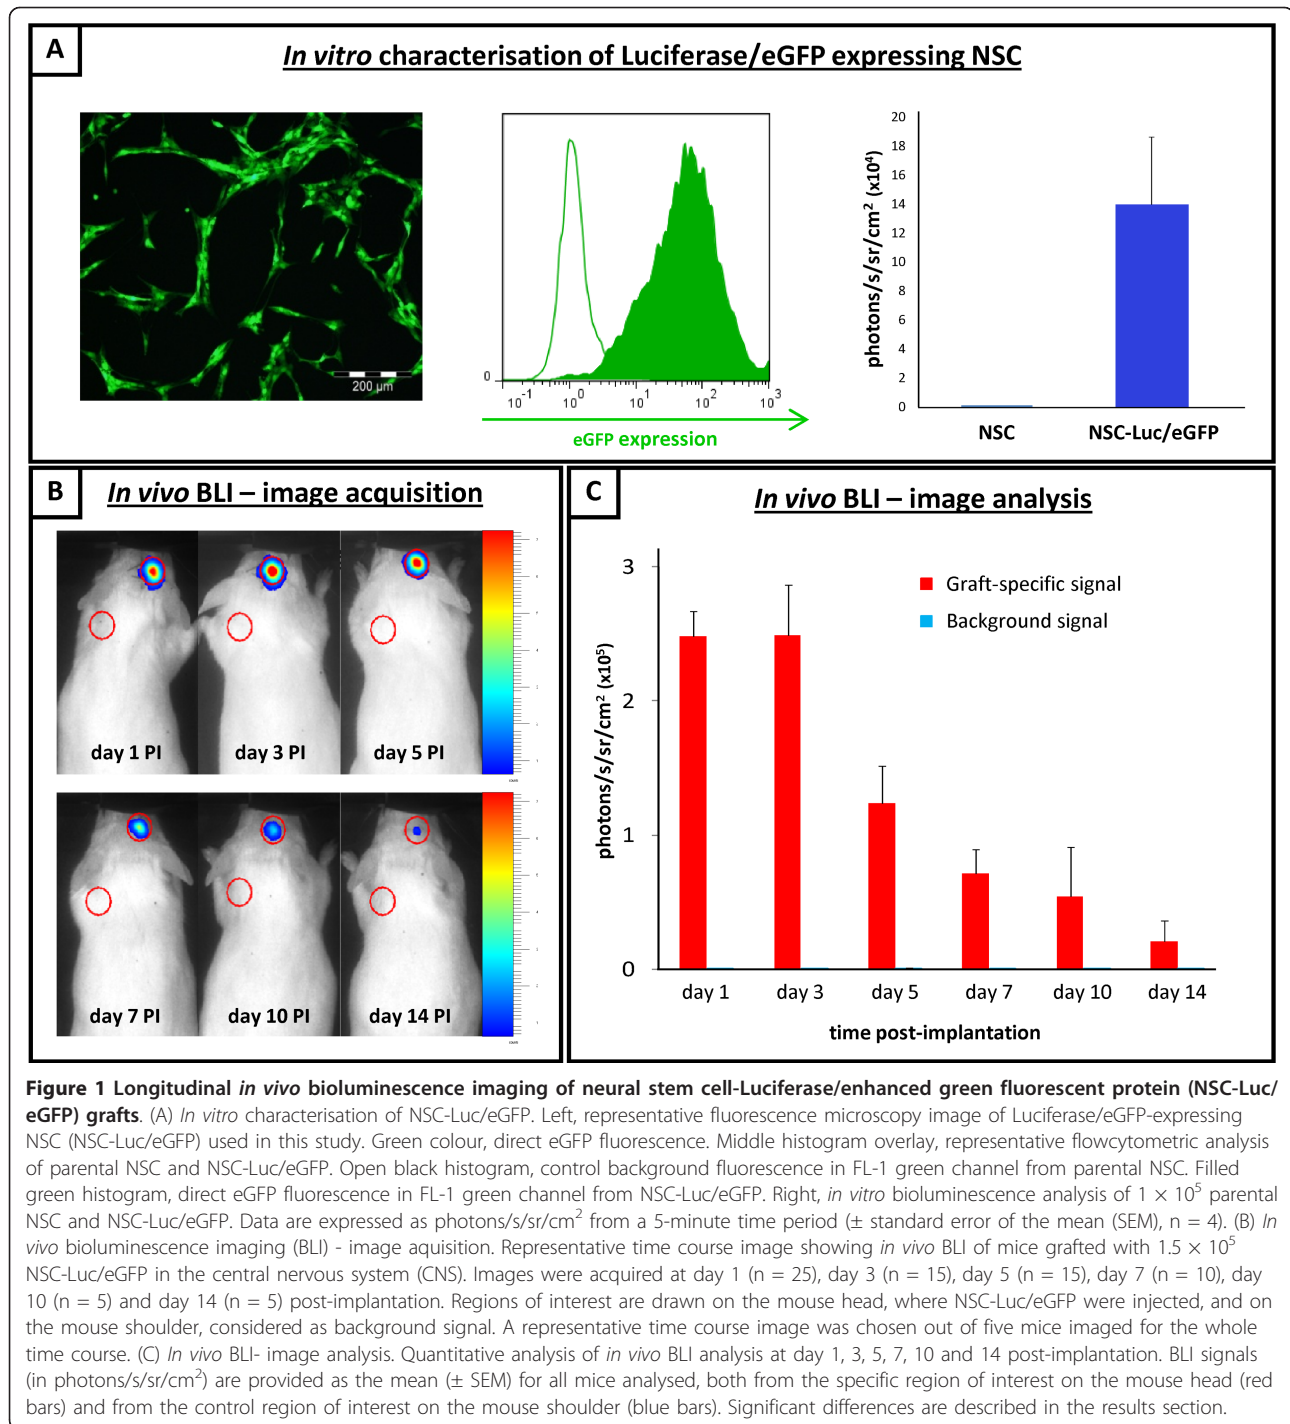 A
In vitro characterisation of Luciferase/eGFP expressing NSC
200 µm
0
10^-1 10^0 10^1 10^2 10^3
eGFP expression
photons/s/sr/cm² (x10⁴)
20
18
16
14
12
10
8
6
4
2
0
NSC NSC-Luc/eGFP
B
In vivo BLI – image acquisition
day 1 PI day 3 PI day 5 PI
day 7 PI day 10 PI day 14 PI
C
In vivo BLI – image analysis
photons/s/sr/cm² (x10⁵)
3
2
1
0
Graft-specific signal
Background signal
day 1 day 3 day 5 day 7 day 10 day 14
time post-implantation
Figure 1 Longitudinal in vivo bioluminescence imaging of neural stem cell-Luciferase/enhanced green fluorescent protein (NSC-Luc/
eGFP) grafts. (A) In vitro characterisation of NSC-Luc/eGFP. Left, representative fluorescence microscopy image of Luciferase/eGFP-expressing
NSC (NSC-Luc/eGFP) used in this study. Green colour, direct eGFP fluorescence. Middle histogram overlay, representative flowcytometric analysis
of parental NSC and NSC-Luc/eGFP. Open black histogram, control background fluorescence in FL-1 green channel from parental NSC. Filled
green histogram, direct eGFP fluorescence in FL-1 green channel from NSC-Luc/eGFP. Right, in vitro bioluminescence analysis of 1 × 10⁵ parental
NSC and NSC-Luc/eGFP. Data are expressed as photons/s/sr/cm² from a 5-minute time period (± standard error of the mean (SEM), n = 4). (B) In
vivo bioluminescence imaging (BLI) - image aquisition. Representative time course image showing in vivo BLI of mice grafted with 1.5 × 10⁵
NSC-Luc/eGFP in the central nervous system (CNS). Images were acquired at day 1 (n = 25), day 3 (n = 15), day 5 (n = 15), day 7 (n = 10), day
10 (n = 5) and day 14 (n = 5) post-implantation. Regions of interest are drawn on the mouse head, where NSC-Luc/eGFP were injected, and on
the mouse shoulder, considered as background signal. A representative time course image was chosen out of five mice imaged for the whole
time course. (C) In vivo BLI- image analysis. Quantitative analysis of in vivo BLI analysis at day 1, 3, 5, 7, 10 and 14 post-implantation. BLI signals
(in photons/s/sr/cm²) are provided as the mean (± SEM) for all mice analysed, both from the specific region of interest on the mouse head (red
bars) and from the control region of interest on the mouse shoulder (blue bars). Significant differences are described in the results section.